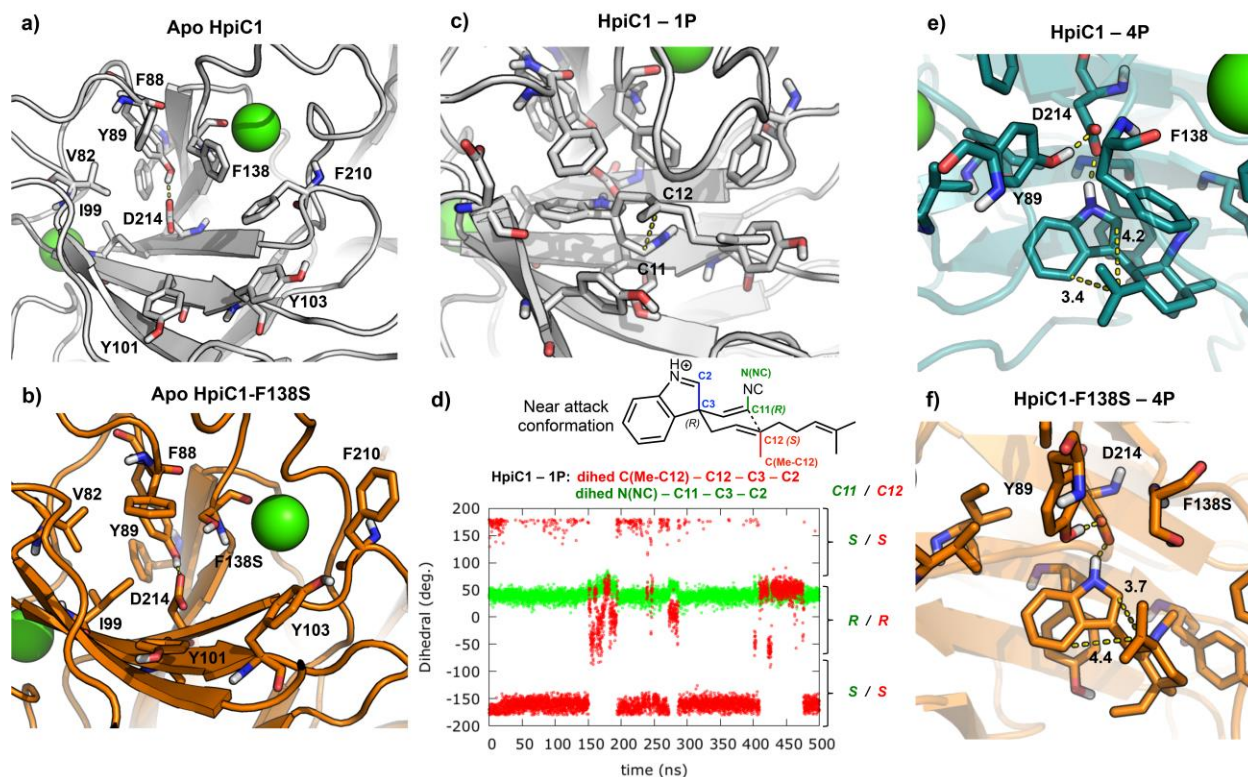 a)
Apo HpiC1
F88
Y89
V82
F138
F210
I99
D214
Y103
Y101
b)
Apo HpiC1-F138S
F88
F210
V82
Y89
F138S
D214
I99
Y103
Y101
c)
HpiC1 – 1P
C12
C11
d)
Near attack
conformation
H
N
C2
C3
(R)
N(NC)
NC
C11(R)
C12 (S)
C(Me-C12)
HpiC1 – 1P: dihed C(Me-C12) – C12 – C3 – C2
dihed N(NC) – C11 – C3 – C2
C11 / C12
Dihedral (deg.)
200
150
100
50
0
-50
-100
-150
-200
S / S
R / R
S / S
0 50 100 150 200 250 300 350 400 450 500
time (ns)
e)
HpiC1 – 4P
D214
F138
Y89
4.2
3.4
f)
HpiC1-F138S – 4P
D214
Y89
F138S
3.7
4.4